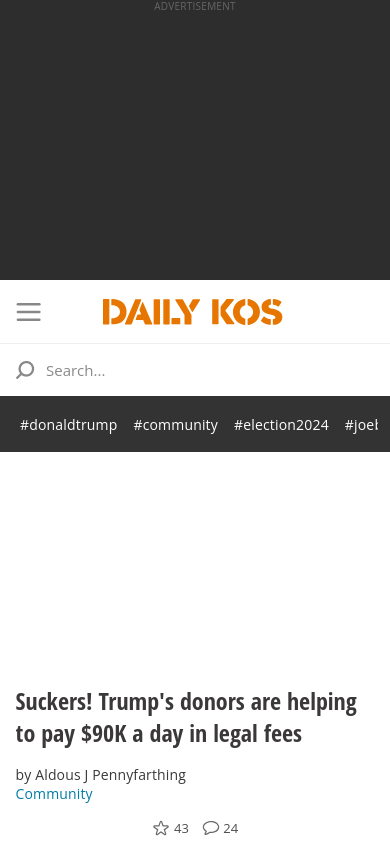 ADVERTISEMENT
DAILY KOS
Search...
#donaldtrump #community #election2024 #joeb
Suckers! Trump's donors are helping
to pay $90K a day in legal fees
by Aldous J Pennyfarthing
Community
43 24